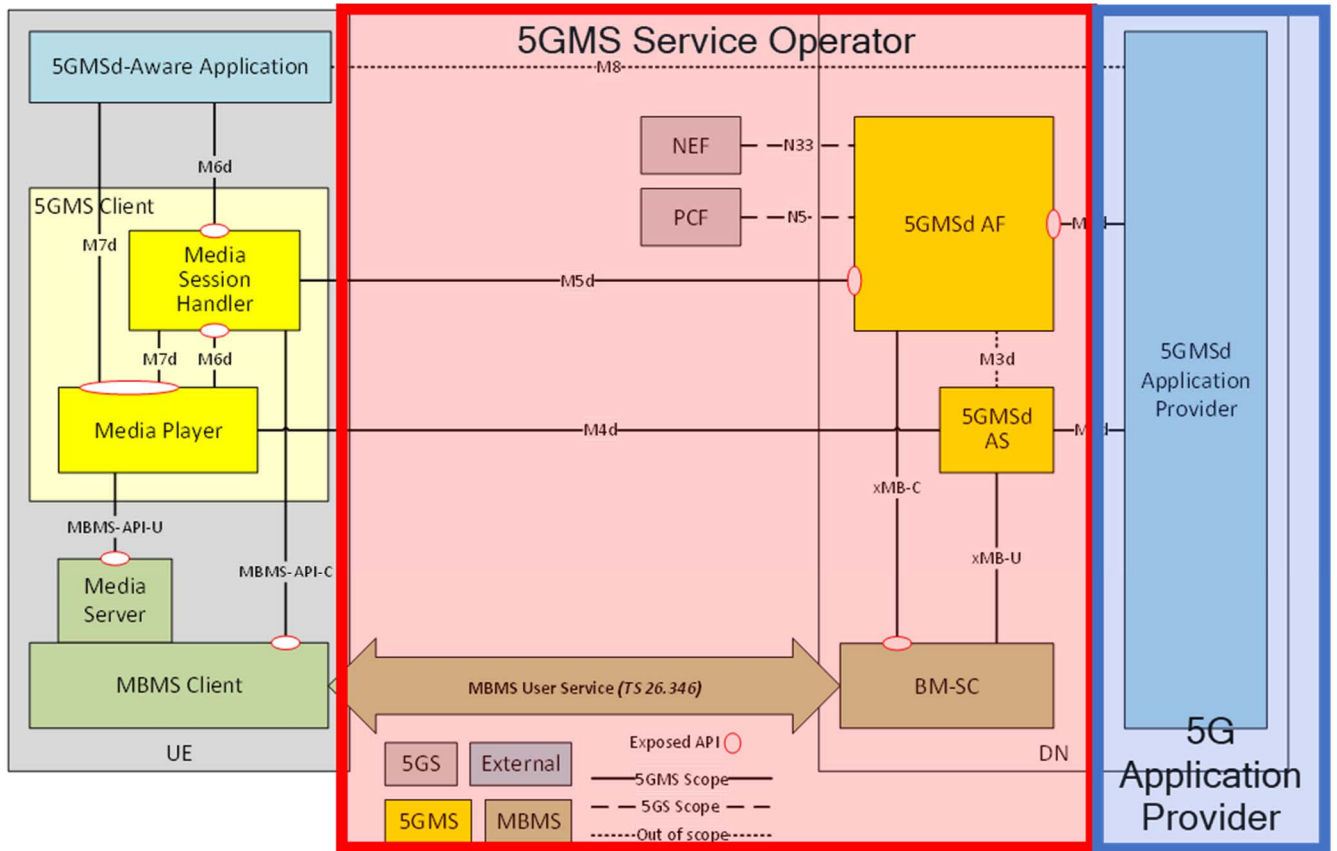 5GMS Service Operator
5GMSd-Aware Application
M8
NEF
N33
M6d
PCF
N5-
5GMSd AF
5GMS Client
M7d
Media
Session
Handler
M5d
M7d
M6d
M3d
5GMSd
Application
Provider
Media Player
M4d
5GMSd
AS
xMB-C
MBMS-API-U
xMB-U
MBMS-API-C
Media
Server
MBMS Client
MBMS User Service (TS 26.346)
BM-SC
UE
Exposed API
DN
5G
Application
Provider
5GS
External
5GMS Scope
5GS Scope
5GMS
MBMS
Out of scope